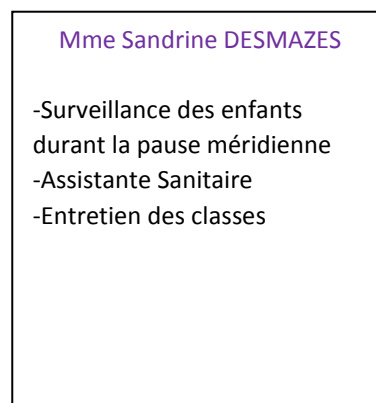 Mme Sandrine DESMAZES
-Surveillance des enfants
durant la pause méridienne
-Assistante Sanitaire
-Entretien des classes